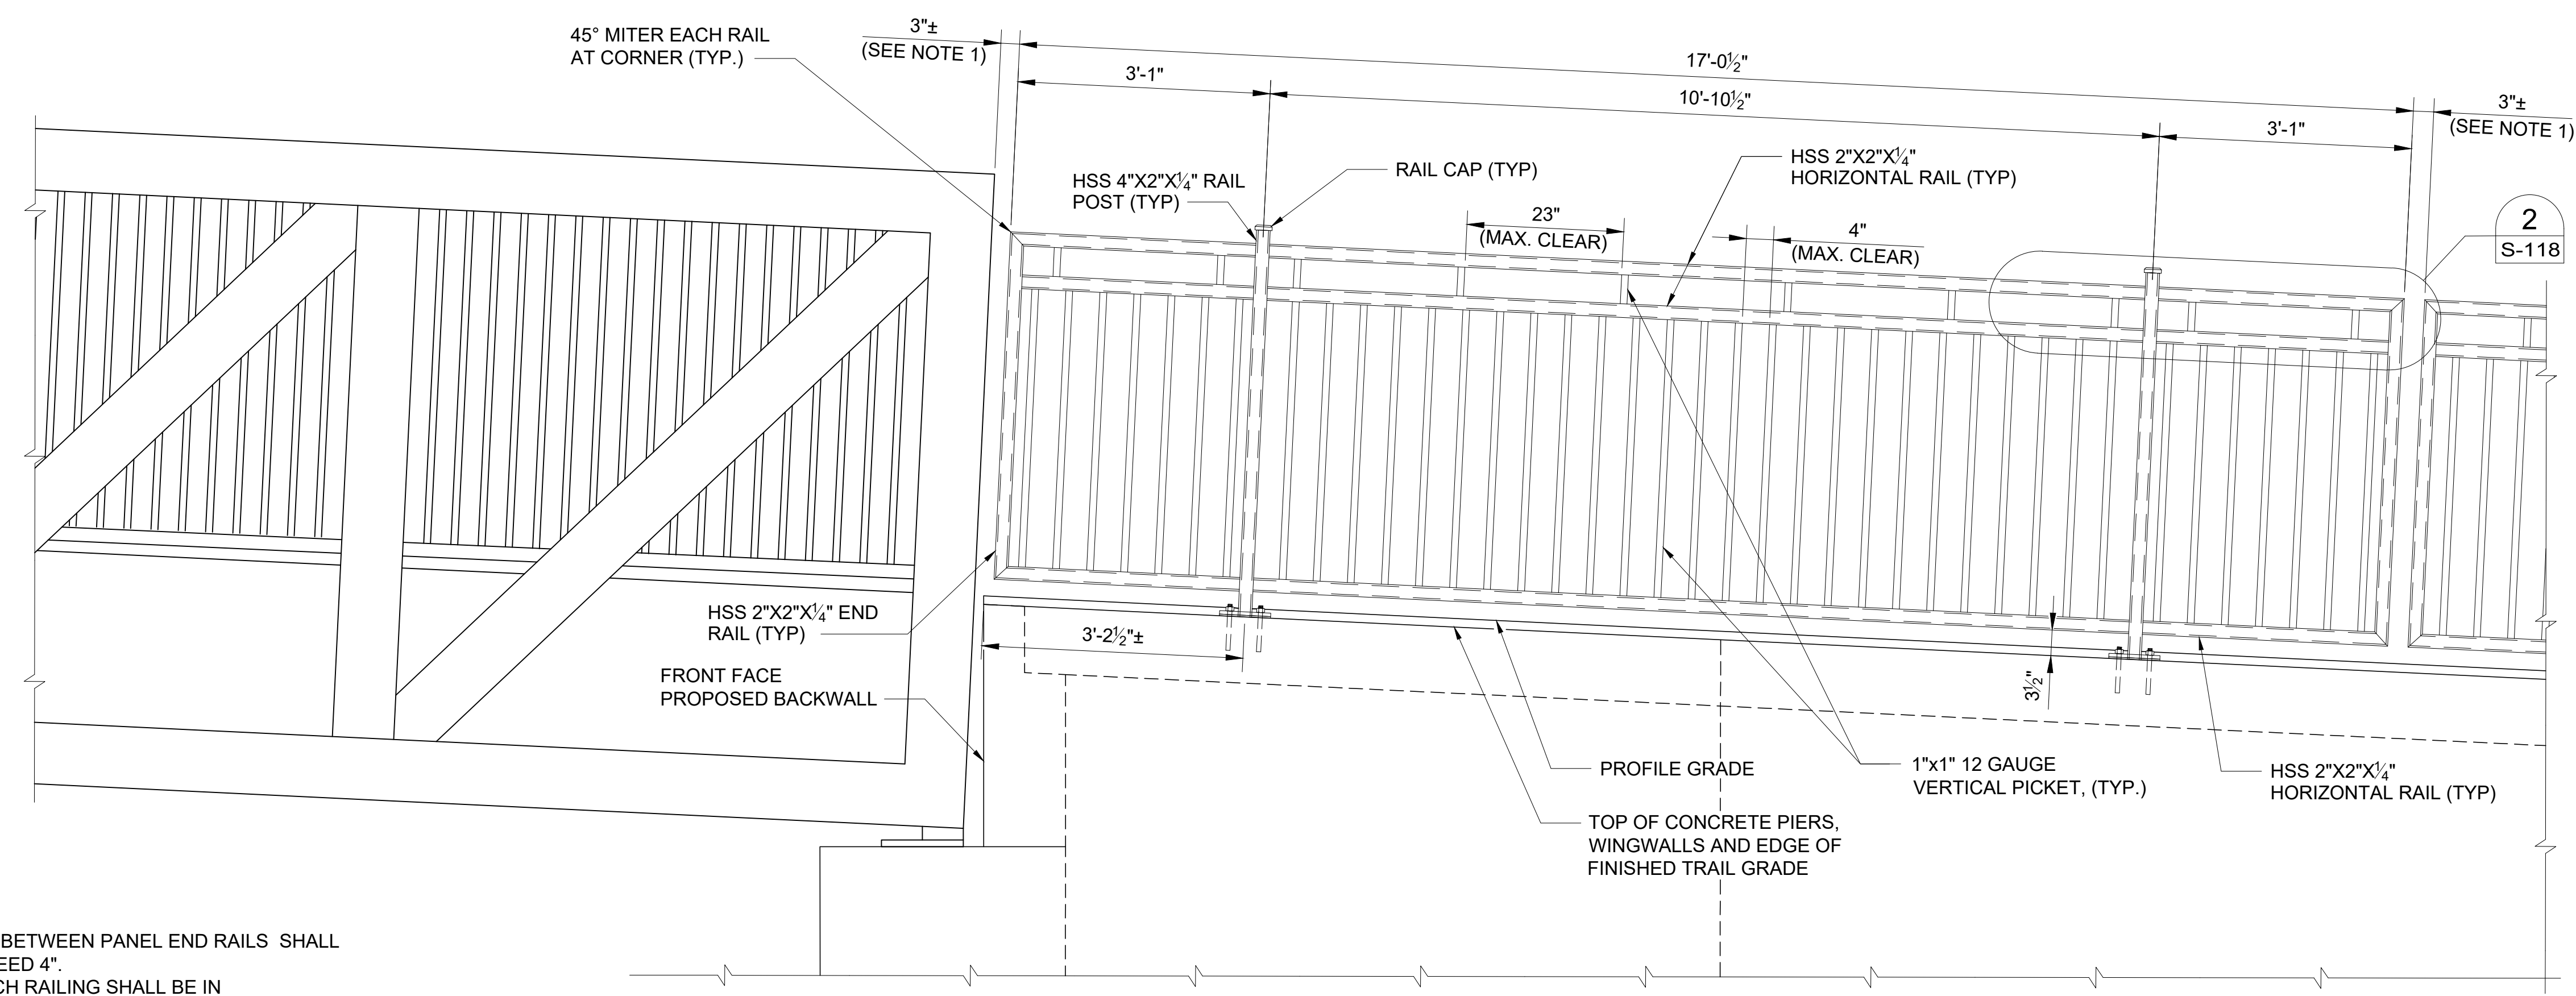 45° MITER EACH RAIL
AT CORNER (TYP.)
3"±
(SEE NOTE 1)
17'-0½"
3'-1"
10'-10½"
3'-1"
3"±
(SEE NOTE 1)
HSS 4"X2"X¼" RAIL
POST (TYP)
RAIL CAP (TYP)
HSS 2"X2"X¼"
HORIZONTAL RAIL (TYP)
23"
(MAX. CLEAR)
4"
(MAX. CLEAR)
2
S-118
HSS 2"X2"X¼" END
RAIL (TYP)
3'-2½"±
FRONT FACE
PROPOSED BACKWALL
3½"
PROFILE GRADE
1"x1" 12 GAUGE
VERTICAL PICKET, (TYP.)
HSS 2"X2"X¼"
HORIZONTAL RAIL (TYP)
TOP OF CONCRETE PIERS,
WINGWALLS AND EDGE OF
FINISHED TRAIL GRADE
BETWEEN PANEL END RAILS SHALL
EED 4".
CH RAILING SHALL BE IN